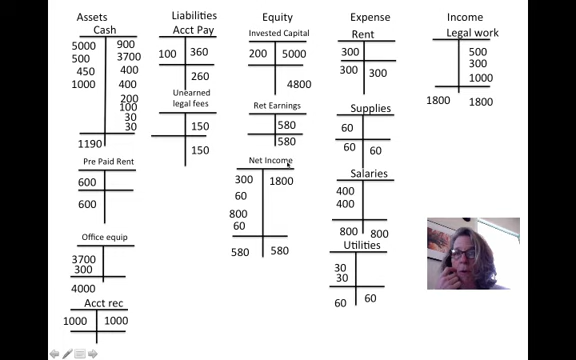 Assets
Cash
5000 900
500 3700
450 400
1000 400
200
100
30
30
1190
Pre Paid Rent
600
600
Office equip
3700
300
4000
Acct rec
1000 1000
Liabilities
Acct Pay
100 360
260
Unearned
legal fees
150
150
Equity
Invested Capital
200 5000
4800
Ret Earnings
580
580
Net Income
300 1800
60
800
60
580 580
Expense
Rent
300
300 300
Supplies
60
60 60
Salaries
400
400
800 800
Utilities
30
30
60 60
Income
Legal work
500
300
1000
1800 1800